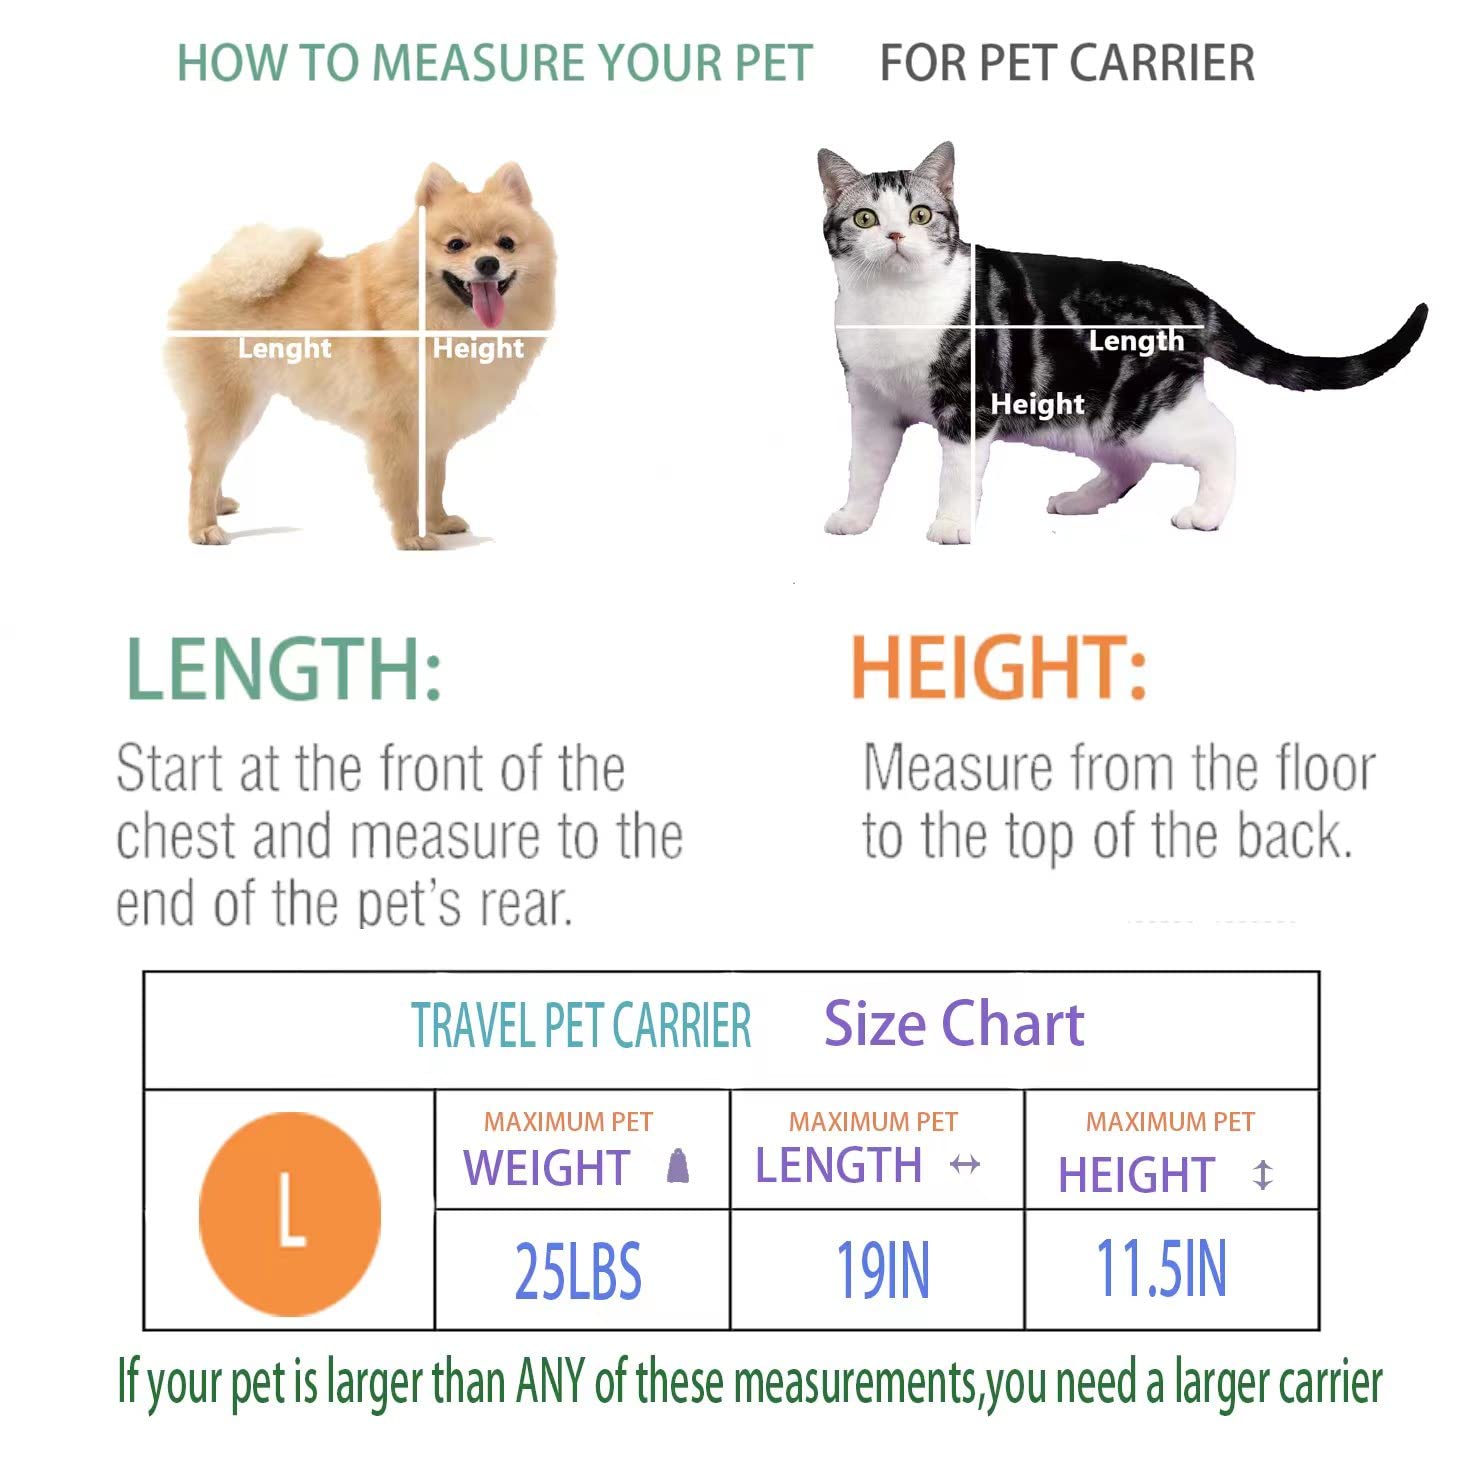 HOW TO MEASURE YOUR PET FOR PET CARRIER
Lenght Height
Length
Height
LENGTH:
Start at the front of the
chest and measure to the
end of the pet's rear.
HEIGHT:
Measure from the floor
to the top of the back.
TRAVEL PET CARRIER Size Chart
L
MAXIMUM PET
WEIGHT
MAXIMUM PET
LENGTH ↔
MAXIMUM PET
HEIGHT ↕
25LBS
19IN
11.5IN
If your pet is larger than ANY of these measurements,you need a larger carrier